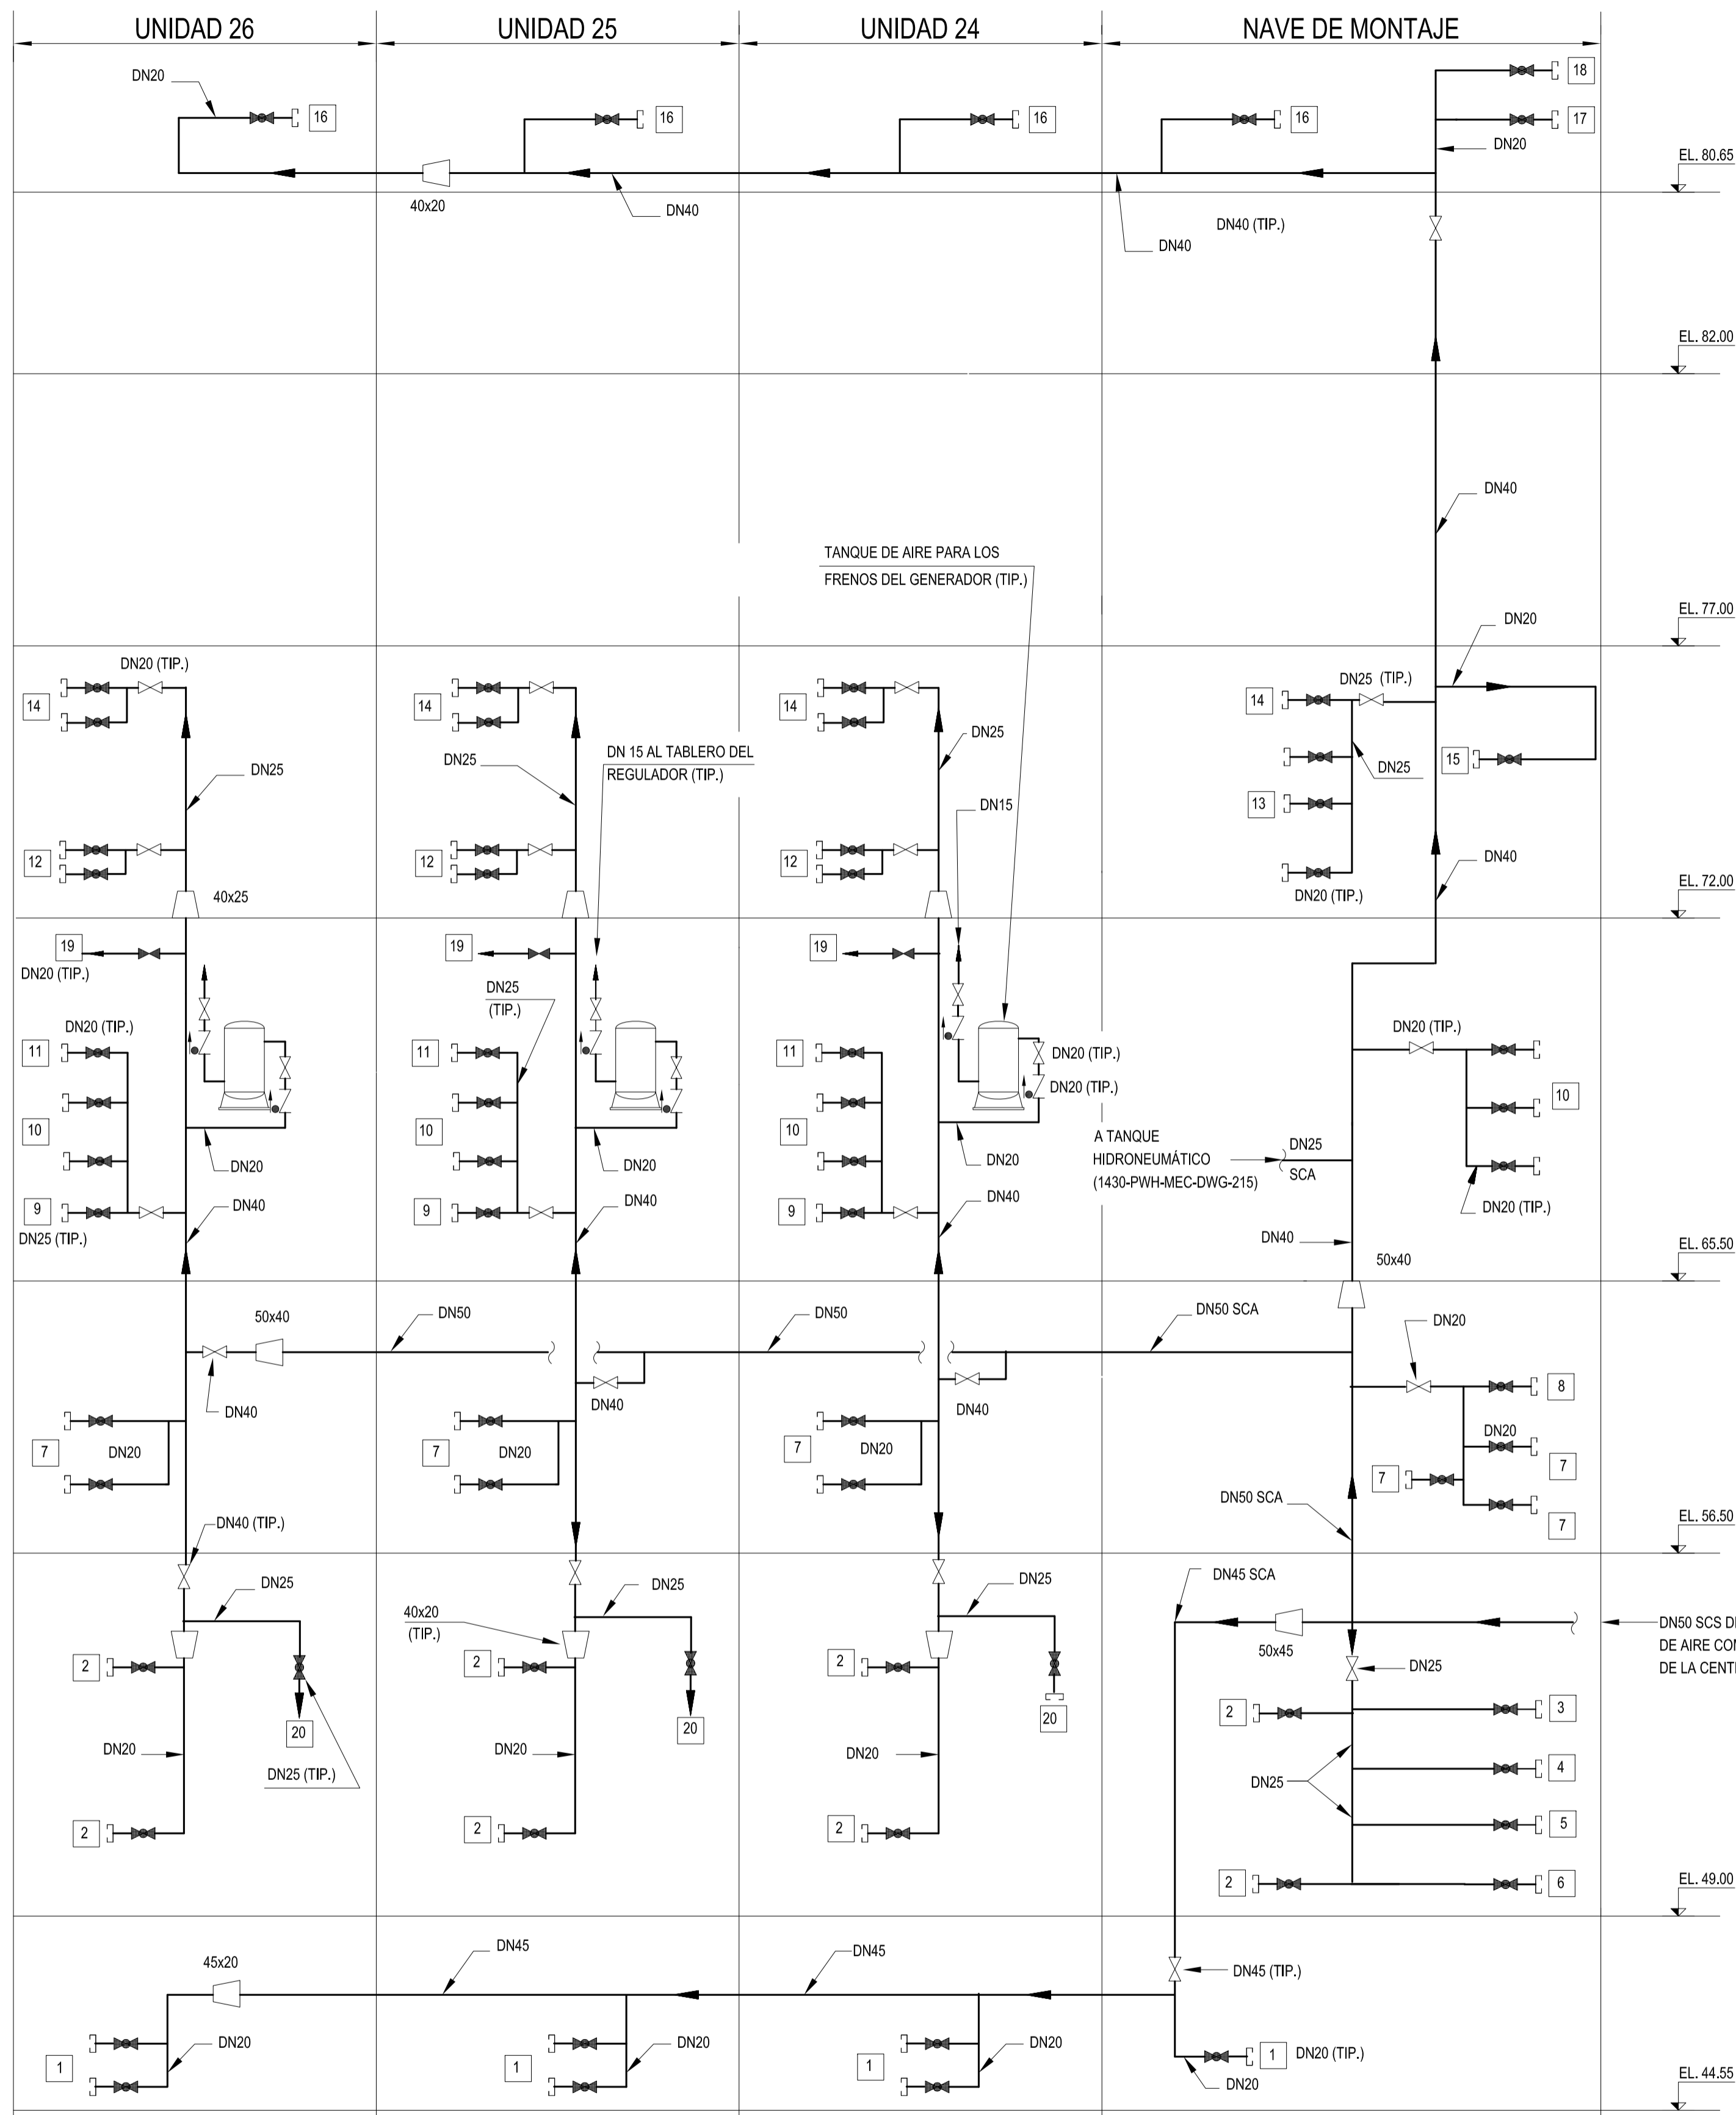 UNIDAD 26
UNIDAD 25
UNIDAD 24
NAVE DE MONTAJE
DN20
16
16
16
16
18
17
DN20
EL. 80.65
40x20
DN40
DN40
DN40 (TIP.)
EL. 82.00
DN40
TANQUE DE AIRE PARA LOS
FRENOS DEL GENERADOR (TIP.)
EL. 77.00
DN20
DN20 (TIP.)
14
14
14
DN25 (TIP.)
14
DN25
DN25
DN 15 AL TABLERO DEL
REGULADOR (TIP.)
DN25
DN25
15
13
DN15
12
12
12
DN40
DN20 (TIP.)
40x25
EL. 72.00
19
DN20 (TIP.)
19
19
DN25
(TIP.)
DN20 (TIP.)
11
11
11
DN20 (TIP.)
DN20 (TIP.)
DN20 (TIP.)
10
10
10
10
DN20
DN20
DN20
A TANQUE
HIDRONEUMÁTICO
(1430-PWH-MEC-DWG-215)
DN25
SCA
DN20 (TIP.)
9
DN25 (TIP.)
DN40
9
DN40
9
DN40
DN40
50x40
EL. 65.50
50x40
DN50
DN50
DN50 SCA
DN20
DN40
DN40
DN40
8
7
DN20
7
DN20
7
DN20
DN20
7
7
7
DN50 SCA
EL. 56.50
DN40 (TIP.)
DN25
DN25
DN25
DN45 SCA
40x20
(TIP.)
50x45
DN50 SCS D
DE AIRE CO
DE LA CENT
DN25
2
2
2
20
20
20
2
3
4
5
6
2
DN20
DN20
DN20
DN25
DN25 (TIP.)
2
2
2
EL. 49.00
45x20
DN45
DN45
DN45 (TIP.)
1
DN20
1
DN20
1
DN20
1
DN20 (TIP.)
DN20
EL. 44.55